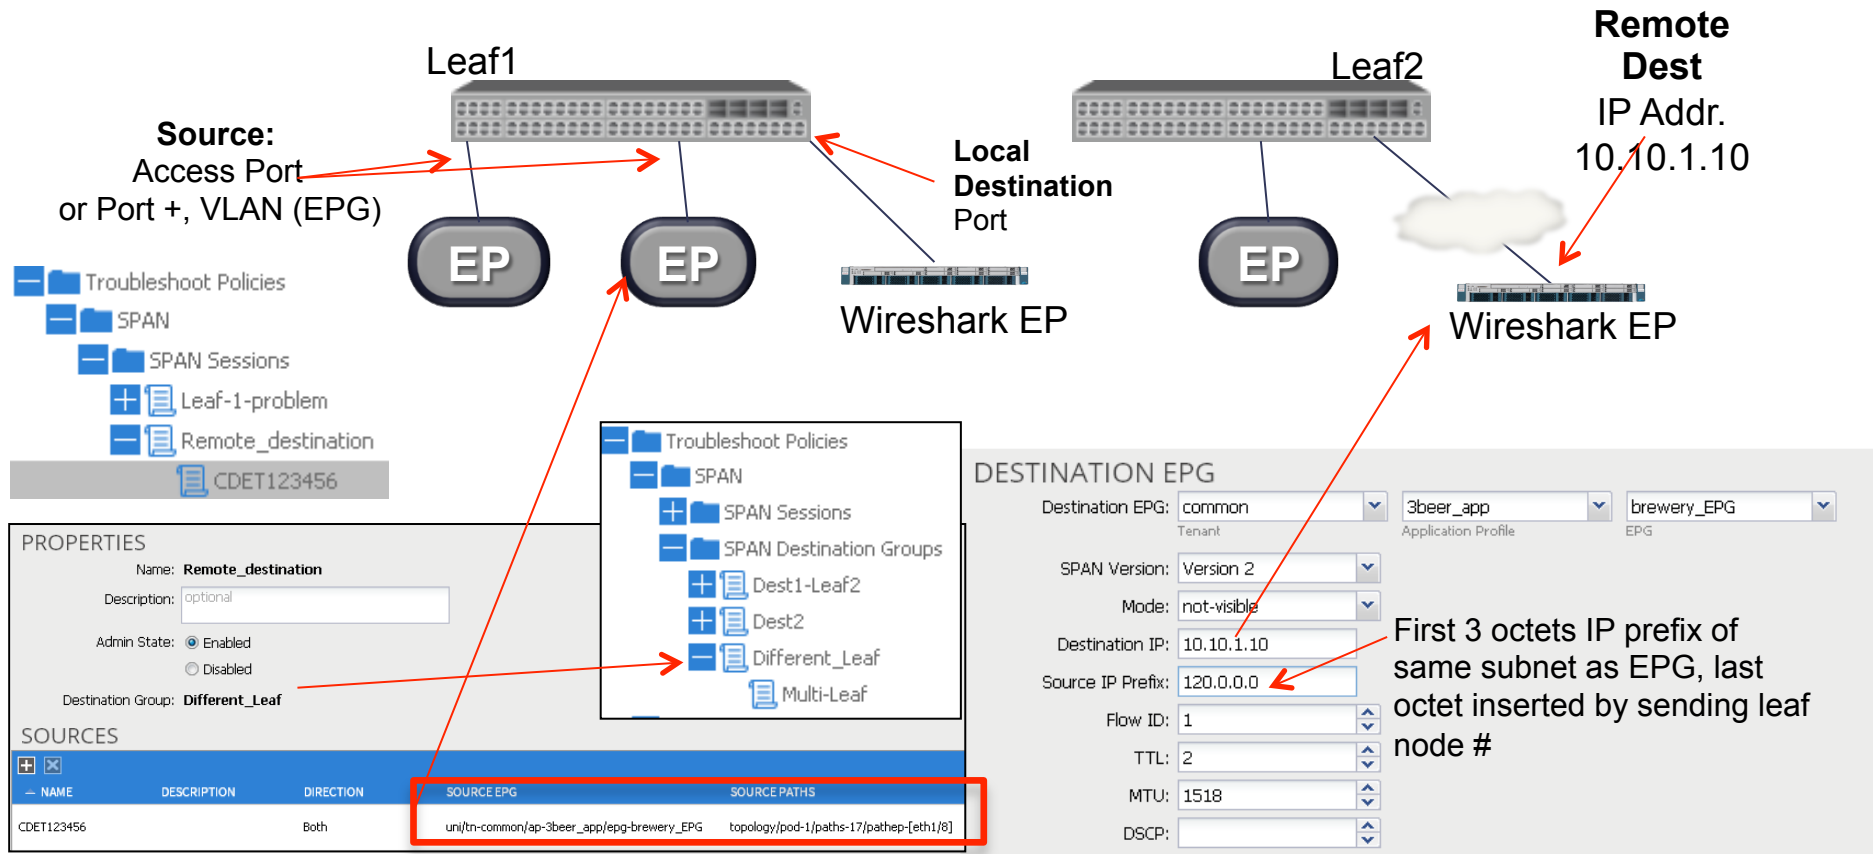 Leaf1
Leaf2
Remote
Dest
IP Addr.
10.10.1.10
Source:
Access Port
or Port +, VLAN (EPG)
Local
Destination
Port
EP
EP
EP
Wireshark EP
Wireshark EP
Troubleshoot Policies
SPAN
SPAN Sessions
Leaf-1-problem
Remote_destination
CDET123456
Troubleshoot Policies
SPAN
SPAN Sessions
SPAN Destination Groups
Dest1-Leaf2
Dest2
Different_Leaf
Multi-Leaf
PROPERTIES
Name: Remote_destination
Description: optional
Admin State: Enabled
Disabled
Destination Group: Different_Leaf
SOURCES
NAME DESCRIPTION DIRECTION SOURCE EPG SOURCE PATHS
CDET123456 Both uni/tn-common/ap-3beer_app/epg-brewery_EPG topology/pod-1/paths-17/pathep-[eth1/8]
DESTINATION EPG
Destination EPG: common 3beer_app brewery_EPG
Tenant Application Profile EPG
SPAN Version: Version 2
Mode: not-visible
Destination IP: 10.10.1.10
Source IP Prefix: 120.0.0.0
Flow ID: 1
TTL: 2
MTU: 1518
DSCP:
First 3 octets IP prefix of
same subnet as EPG, last
octet inserted by sending leaf
node #